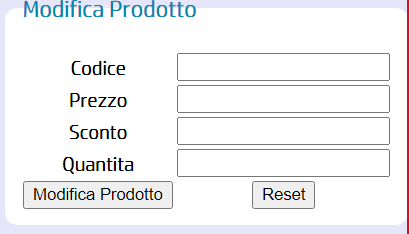 Modifica Prodotto
Codice
Prezzo
Sconto
Quantita
Modifica Prodotto Reset